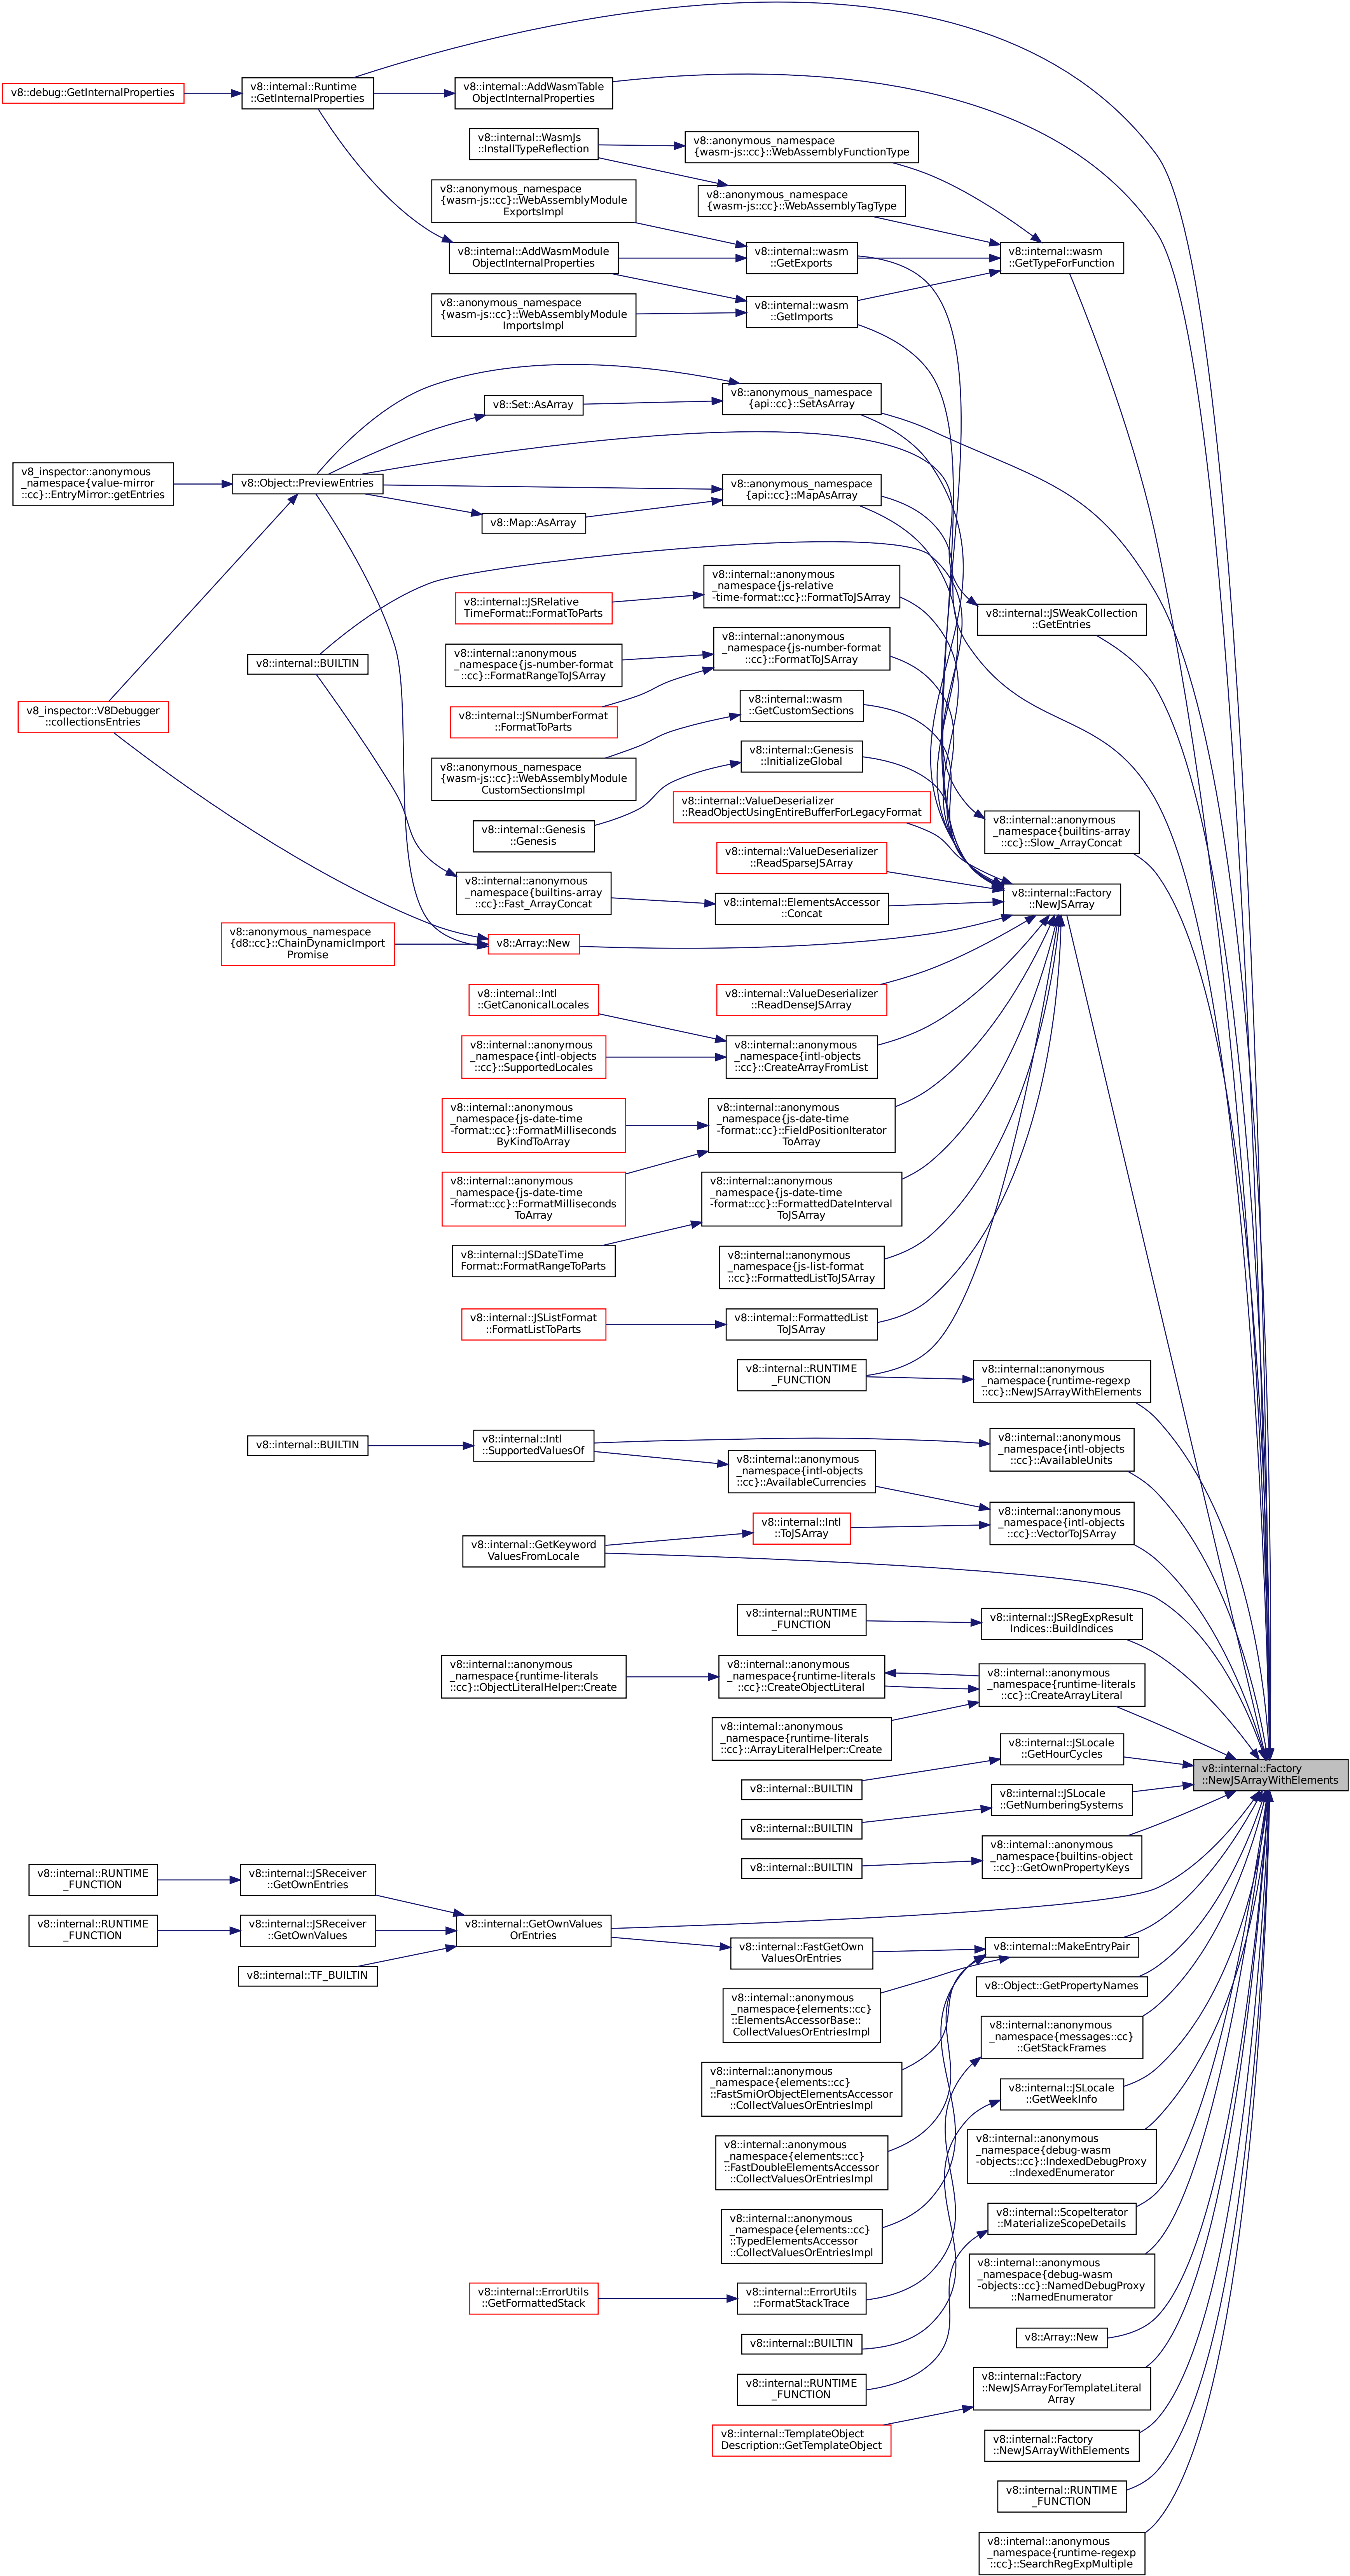 v8::debug::GetInternalProperties
v8::internal::Runtime
::GetInternalProperties
v8::internal::AddWasmTable
ObjectInternalProperties
v8::internal::WasmJs
::InstallTypeReflection
v8::anonymous_namespace
{wasm-js::cc}::WebAssemblyFunctionType
v8::anonymous_namespace
{wasm-js::cc}::WebAssemblyModule
ExportsImpl
v8::anonymous_namespace
{wasm-js::cc}::WebAssemblyTagType
v8::internal::AddWasmModule
ObjectInternalProperties
v8::internal::wasm
::GetExports
v8::internal::wasm
::GetTypeForFunction
v8::anonymous_namespace
{wasm-js::cc}::WebAssemblyModule
ImportsImpl
v8::internal::wasm
::GetImports
v8::Set::AsArray
v8::anonymous_namespace
{api::cc}::SetAsArray
v8_inspector::anonymous
_namespace{value-mirror
::cc}::EntryMirror::getEntries
v8::Object::PreviewEntries
v8::anonymous_namespace
{api::cc}::MapAsArray
v8::Map::AsArray
v8::internal::anonymous
_namespace{js-relative
-time-format::cc}::FormatToJSArray
v8::internal::JSRelative
TimeFormat::FormatToParts
v8::internal::JSWeakCollection
::GetEntries
v8::internal::BUILTIN
v8::internal::anonymous
_namespace{js-number-format
::cc}::FormatRangeToJSArray
v8::internal::anonymous
_namespace{js-number-format
::cc}::FormatToJSArray
v8_inspector::V8Debugger
::collectionsEntries
v8::internal::JSNumberFormat
::FormatToParts
v8::internal::wasm
::GetCustomSections
v8::anonymous_namespace
{wasm-js::cc}::WebAssemblyModule
CustomSectionsImpl
v8::internal::Genesis
::InitializeGlobal
v8::internal::Genesis
::Genesis
v8::internal::ValueDeserializer
::ReadObjectUsingEntireBufferForLegacyFormat
v8::internal::anonymous
_namespace{builtins-array
::cc}::Slow_ArrayConcat
v8::internal::ValueDeserializer
::ReadSparseJSArray
v8::internal::anonymous
_namespace{builtins-array
::cc}::Fast_ArrayConcat
v8::internal::ElementsAccessor
::Concat
v8::internal::Factory
::NewJSArray
v8::anonymous_namespace
{d8::cc}::ChainDynamicImport
Promise
v8::Array::New
v8::internal::ValueDeserializer
::ReadDenseJSArray
v8::internal::Intl
::GetCanonicalLocales
v8::internal::anonymous
_namespace{intl-objects
::cc}::SupportedLocales
v8::internal::anonymous
_namespace{intl-objects
::cc}::CreateArrayFromList
v8::internal::anonymous
_namespace{js-date-time
-format::cc}::FormatMilliseconds
ByKindToArray
v8::internal::anonymous
_namespace{js-date-time
-format::cc}::FieldPositionIterator
ToArray
v8::internal::anonymous
_namespace{js-date-time
-format::cc}::FormatMilliseconds
ToArray
v8::internal::anonymous
_namespace{js-date-time
-format::cc}::FormattedDateInterval
ToJSArray
v8::internal::JSDateTime
Format::FormatRangeToParts
v8::internal::anonymous
_namespace{js-list-format
::cc}::FormattedListToJSArray
v8::internal::JSListFormat
::FormatListToParts
v8::internal::FormattedList
ToJSArray
v8::internal::RUNTIME
_FUNCTION
v8::internal::anonymous
_namespace{runtime-regexp
::cc}::NewJSArrayWithElements
v8::internal::BUILTIN
v8::internal::Intl
::SupportedValuesOf
v8::internal::anonymous
_namespace{intl-objects
::cc}::AvailableUnits
v8::internal::anonymous
_namespace{intl-objects
::cc}::AvailableCurrencies
v8::internal::Intl
::ToJSArray
v8::internal::anonymous
_namespace{intl-objects
::cc}::VectorToJSArray
v8::internal::GetKeyword
ValuesFromLocale
v8::internal::RUNTIME
_FUNCTION
v8::internal::JSRegExpResult
Indices::BuildIndices
v8::internal::anonymous
_namespace{runtime-literals
::cc}::ObjectLiteralHelper::Create
v8::internal::anonymous
_namespace{runtime-literals
::cc}::CreateObjectLiteral
v8::internal::anonymous
_namespace{runtime-literals
::cc}::CreateArrayLiteral
v8::internal::anonymous
_namespace{runtime-literals
::cc}::ArrayLiteralHelper::Create
v8::internal::JSLocale
::GetHourCycles
v8::internal::Factory
::NewJSArrayWithElements
v8::internal::BUILTIN
v8::internal::JSLocale
::GetNumberingSystems
v8::internal::BUILTIN
v8::internal::anonymous
_namespace{builtins-object
::cc}::GetOwnPropertyKeys
v8::internal::BUILTIN
v8::internal::RUNTIME
_FUNCTION
v8::internal::JSReceiver
::GetOwnEntries
v8::internal::RUNTIME
_FUNCTION
v8::internal::JSReceiver
::GetOwnValues
v8::internal::GetOwnValues
OrEntries
v8::internal::TF_BUILTIN
v8::internal::FastGetOwn
ValuesOrEntries
v8::internal::MakeEntryPair
v8::Object::GetPropertyNames
v8::internal::anonymous
_namespace{elements::cc}
::ElementsAccessorBase::
CollectValuesOrEntriesImpl
v8::internal::anonymous
_namespace{messages::cc}
::GetStackFrames
v8::internal::anonymous
_namespace{elements::cc}
::FastSmiOrObjectElementsAccessor
::CollectValuesOrEntriesImpl
v8::internal::JSLocale
::GetWeekInfo
v8::internal::anonymous
_namespace{elements::cc}
::FastDoubleElementsAccessor
::CollectValuesOrEntriesImpl
v8::internal::anonymous
_namespace{debug-wasm
-objects::cc}::IndexedDebugProxy
::IndexedEnumerator
v8::internal::anonymous
_namespace{elements::cc}
::TypedElementsAccessor
::CollectValuesOrEntriesImpl
v8::internal::ScopeIterator
::MaterializeScopeDetails
v8::internal::anonymous
_namespace{debug-wasm
-objects::cc}::NamedDebugProxy
::NamedEnumerator
v8::internal::ErrorUtils
::GetFormattedStack
v8::internal::ErrorUtils
::FormatStackTrace
v8::Array::New
v8::internal::BUILTIN
v8::internal::RUNTIME
_FUNCTION
v8::internal::Factory
::NewJSArrayForTemplateLiteral
Array
v8::internal::TemplateObject
Description::GetTemplateObject
v8::internal::Factory
::NewJSArrayWithElements
v8::internal::RUNTIME
_FUNCTION
v8::internal::anonymous
_namespace{runtime-regexp
::cc}::SearchRegExpMultiple